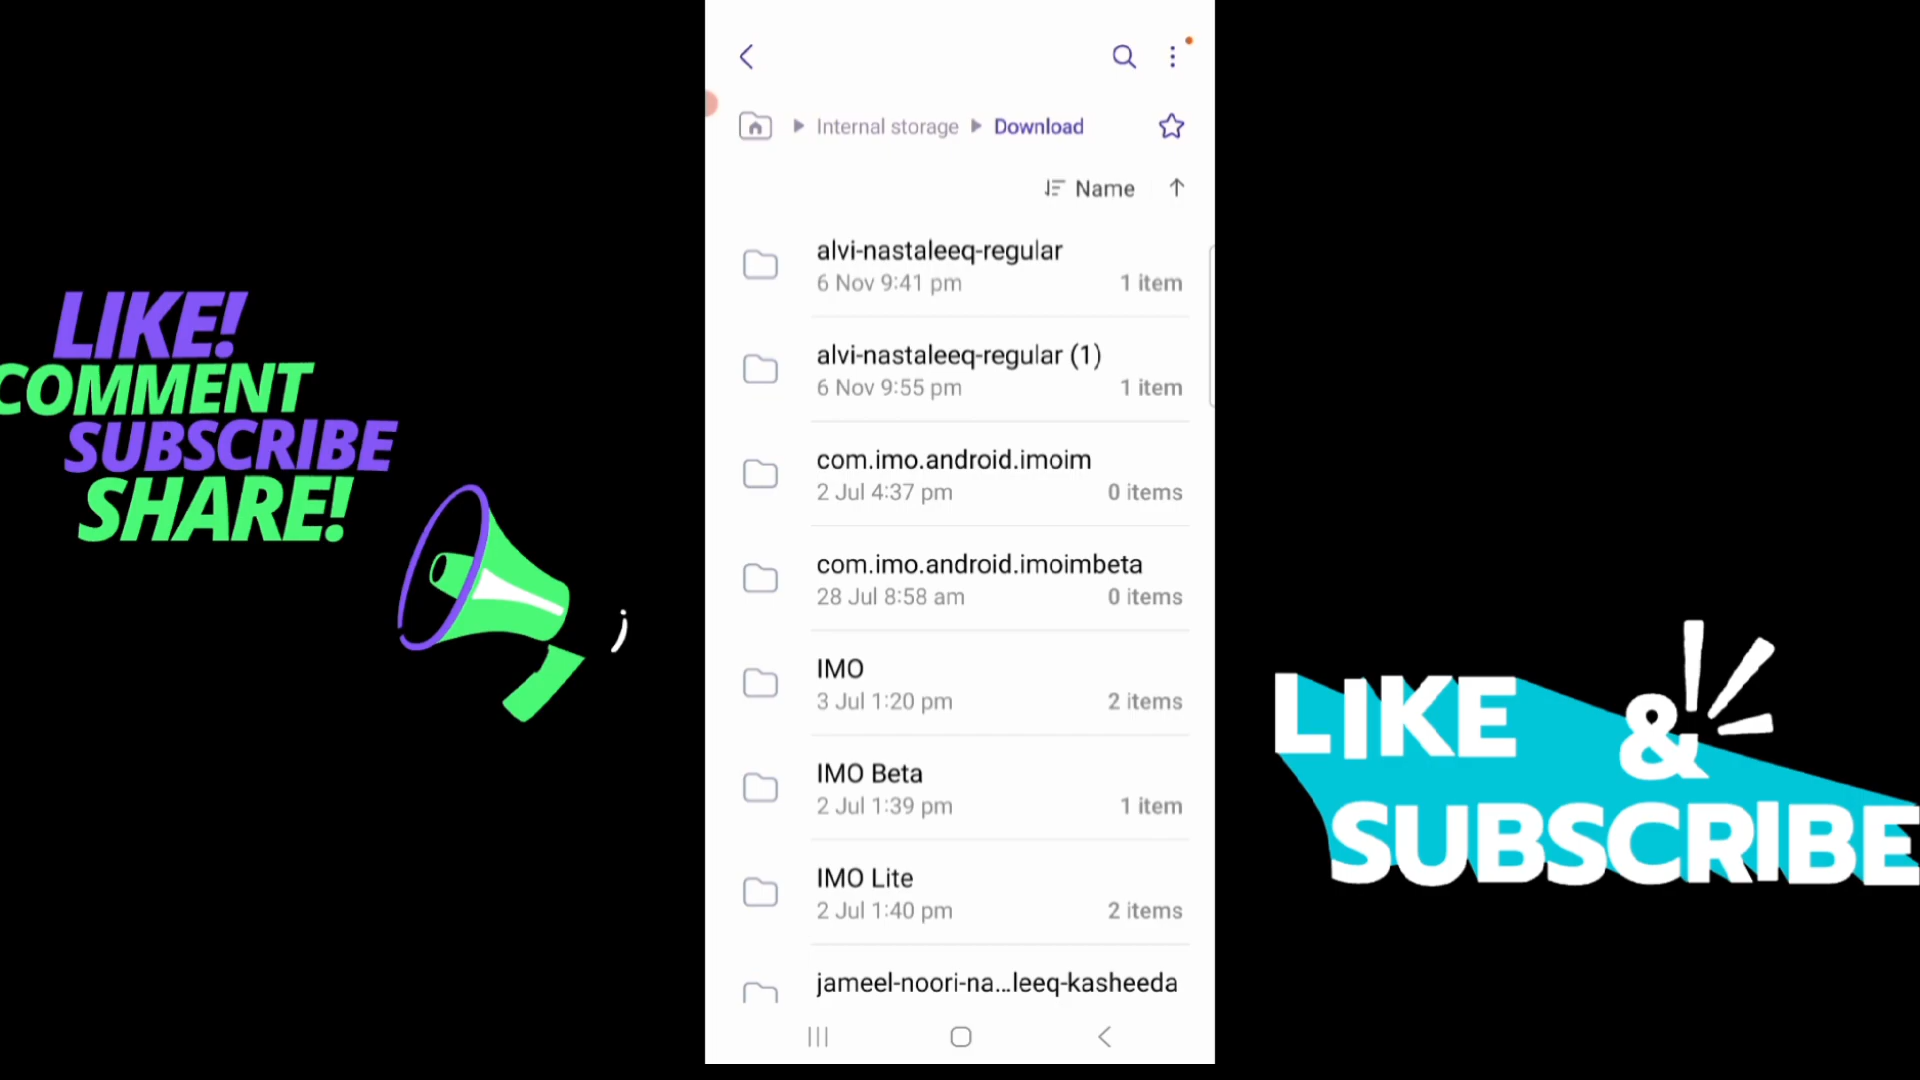 LIKE!
COMMENT
SUBSCRIBE
SHARE!
Internal storage Download
Name
alvi-nastaleeq-regular
6 Nov 9:41 pm 1 item
alvi-nastaleeq-regular (1)
6 Nov 9:55 pm 1 item
com.imo.android.imoim
2 Jul 4:37 pm 0 items
com.imo.android.imoimbeta
28 Jul 8:58 am 0 items
IMO
3 Jul 1:20 pm 2 items
IMO Beta
2 Jul 1:39 pm 1 item
IMO Lite
2 Jul 1:40 pm 2 items
jameel-noori-na...leeq-kasheeda
LIKE &
SUBSCRIBE